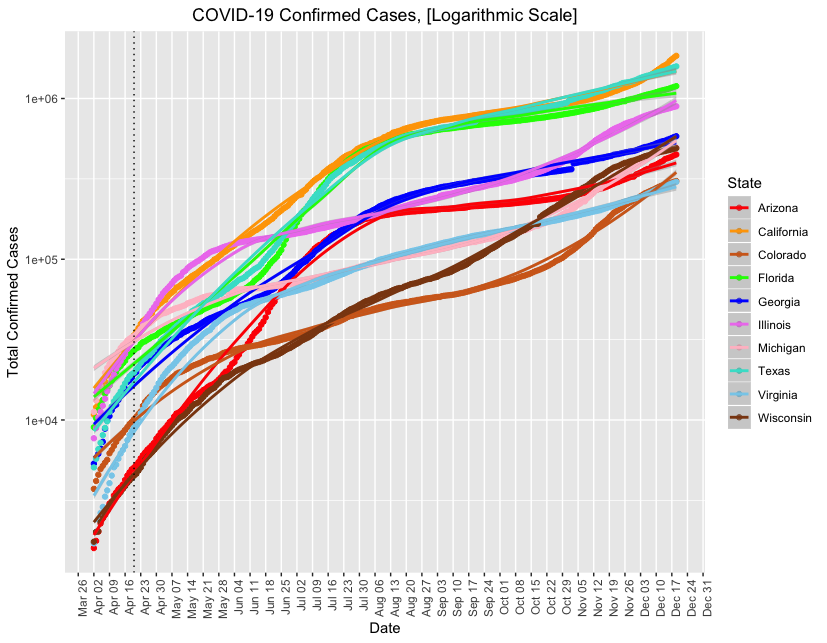 COVID-19 Confirmed Cases, [Logarithmic Scale]
Total Confirmed Cases
1e+06
1e+05
1e+04
Mar 26
Apr 02
Apr 09
Apr 16
Apr 23
Apr 30
May 07
May 14
May 21
May 28
Jun 04
Jun 11
Jun 18
Jun 25
Jul 02
Jul 09
Jul 16
Jul 23
Jul 30
Aug 06
Aug 13
Aug 20
Aug 27
Sep 03
Sep 10
Sep 17
Sep 24
Oct 01
Oct 08
Oct 15
Oct 22
Oct 29
Nov 05
Nov 12
Nov 19
Nov 26
Dec 03
Dec 10
Dec 17
Dec 24
Dec 31
Date
State
Arizona
California
Colorado
Florida
Georgia
Illinois
Michigan
Texas
Virginia
Wisconsin